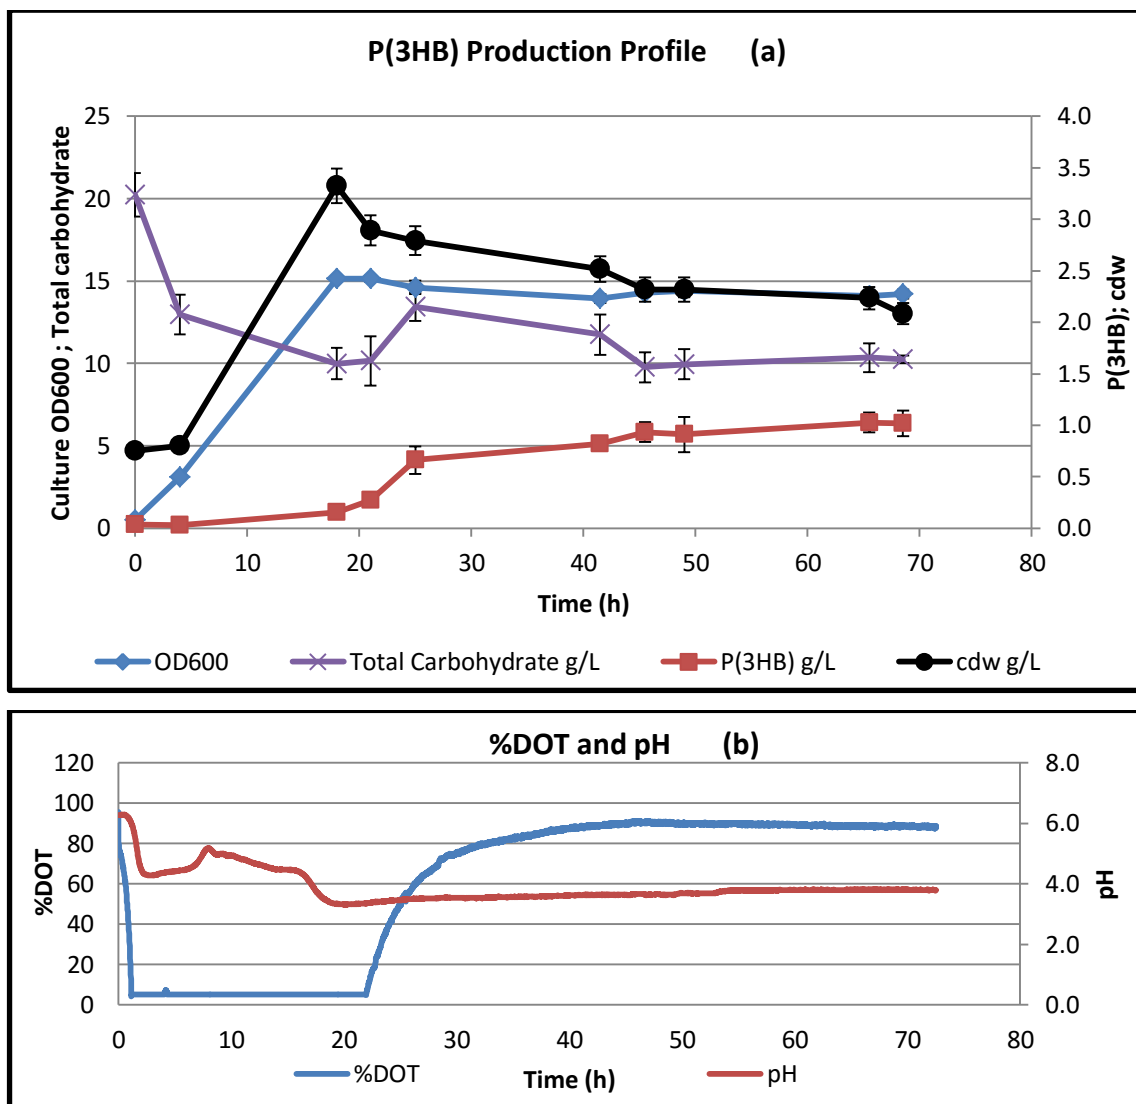 P(3HB) Production Profile (a)
Culture OD600 ; Total carbohydrate
25
20
15
10
5
0
4.0
3.5
3.0
2.5
2.0
1.5
1.0
0.5
0.0
P(3HB); cdw
0 10 20 30 40 50 60 70 80
Time (h)
OD600 Total Carbohydrate g/L P(3HB) g/L cdw g/L
%DOT and pH (b)
%DOT
120
100
80
60
40
20
0
8.0
6.0
4.0
2.0
0.0
pH
0 10 20 30 40 50 60 70 80
%DOT Time (h) pH